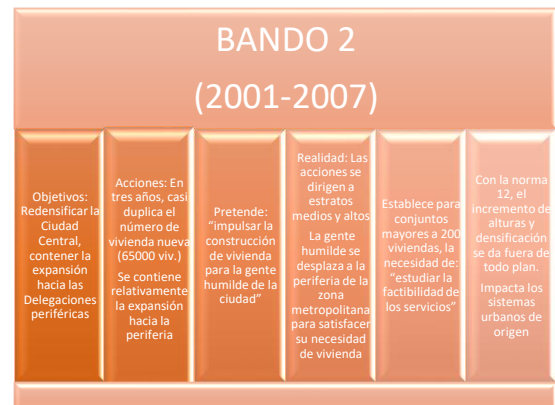 BANDO 2
(2001-2007)
Objetivos:
Redensificar la
Ciudad
Central,
contener la
expansión
hacia las
Delegaciones
periféricas
Acciones: En
tres años, casi
duplica el
número de
vivienda nueva
(65000 viv.)
Se contiene
relativamente
la expansión
hacia la
periferia
Pretende:
“impulsar la
construcción
de vivienda
para la gente
humilde de la
ciudad”
Realidad: Las
acciones se
dirigen a
estratos
medios y altos
La gente
humilde se
desplaza a la
periferia de la
zona
metropolitana
para satisfacer
su necesidad
de vivienda
Establece para
conjuntos
mayores a 200
viviendas, la
necesidad de:
“estudiar la
factibilidad de
los servicios”
Con la norma
12, el
incremento de
alturas y
densificación
se da fuera de
todo plan.
Impacta los
sistemas
urbanos de
origen